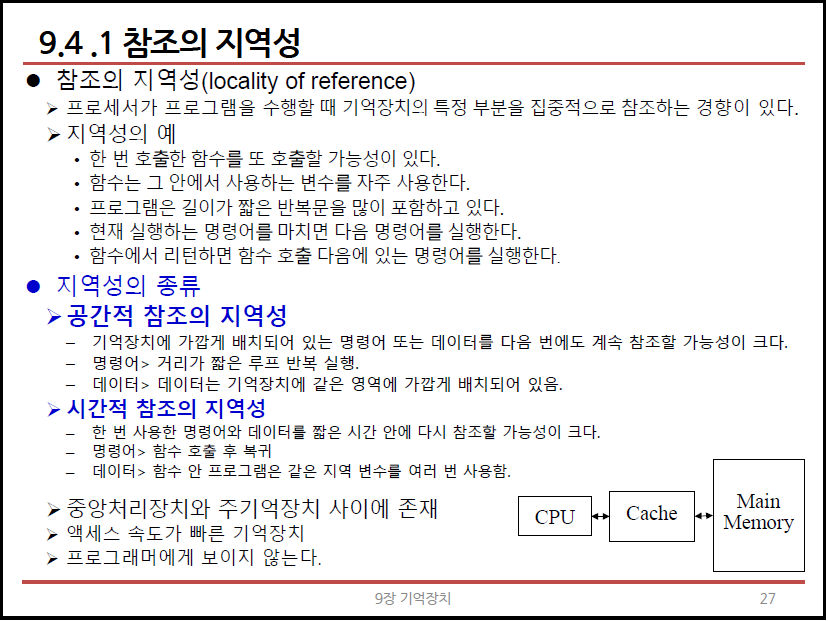 9.4 .1 참조의 지역성
● 참조의 지역성(locality of reference)
➢ 프로세서가 프로그램을 수행할 때 기억장치의 특정 부분을 집중적으로 참조하는 경향이 있다.
➢ 지역성의 예
• 한 번 호출한 함수를 또 호출할 가능성이 있다.
• 함수는 그 안에서 사용하는 변수를 자주 사용한다.
• 프로그램은 길이가 짧은 반복문을 많이 포함하고 있다.
• 현재 실행하는 명령어를 마치면 다음 명령어를 실행한다.
• 함수에서 리턴하면 함수 호출 다음에 있는 명령어를 실행한다.
● 지역성의 종류
➢ 공간적 참조의 지역성
– 기억장치에 가깝게 배치되어 있는 명령어 또는 데이터를 다음 번에도 계속 참조할 가능성이 크다.
– 명령어> 거리가 짧은 루프 반복 실행.
– 데이터> 데이터는 기억장치에 같은 영역에 가깝게 배치되어 있음.
➢ 시간적 참조의 지역성
– 한 번 사용한 명령어와 데이터를 짧은 시간 안에 다시 참조할 가능성이 크다.
– 명령어> 함수 호출 후 복귀
– 데이터> 함수 안 프로그램은 같은 지역 변수를 여러 번 사용함.
➢ 중앙처리장치와 주기억장치 사이에 존재
➢ 액세스 속도가 빠른 기억장치
➢ 프로그래머에게 보이지 않는다.
CPU
Cache
Main
Memory
9장 기억장치
27